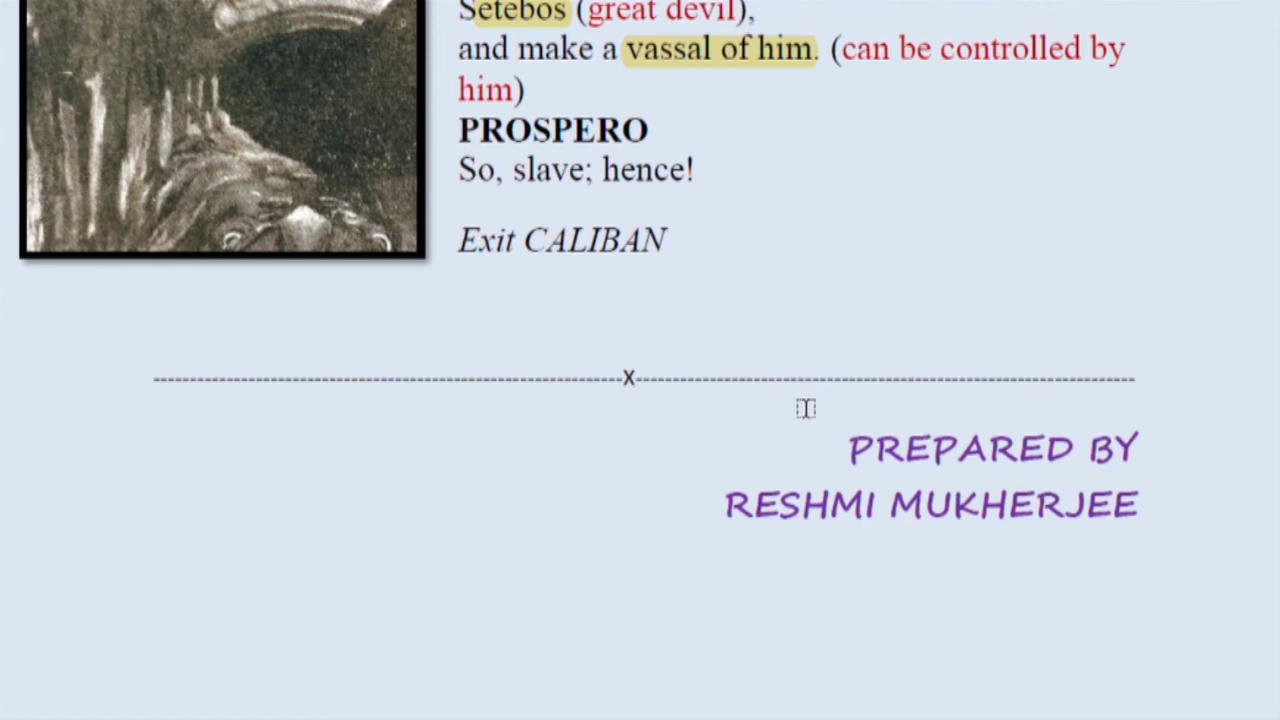 Setebos (great devil),
and make a vassal of him. (can be controlled by
him)
PROSPERO
So, slave; hence!
Exit CALIBAN
--------------------------------------------------------------------X--------------------------------------------------------------------
PREPARED BY
RESHMI MUKHERJEE